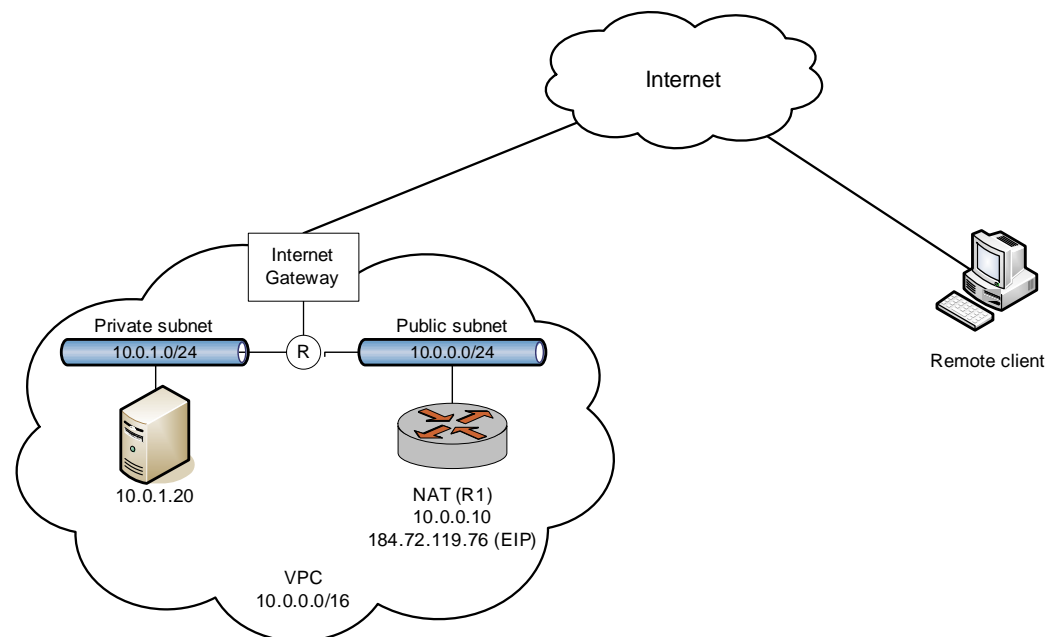 Internet
Internet
Gateway
Private subnet
10.0.1.0/24
R
Public subnet
10.0.0.0/24
Remote client
10.0.1.20
NAT (R1)
10.0.0.10
184.72.119.76 (EIP)
VPC
10.0.0.0/16